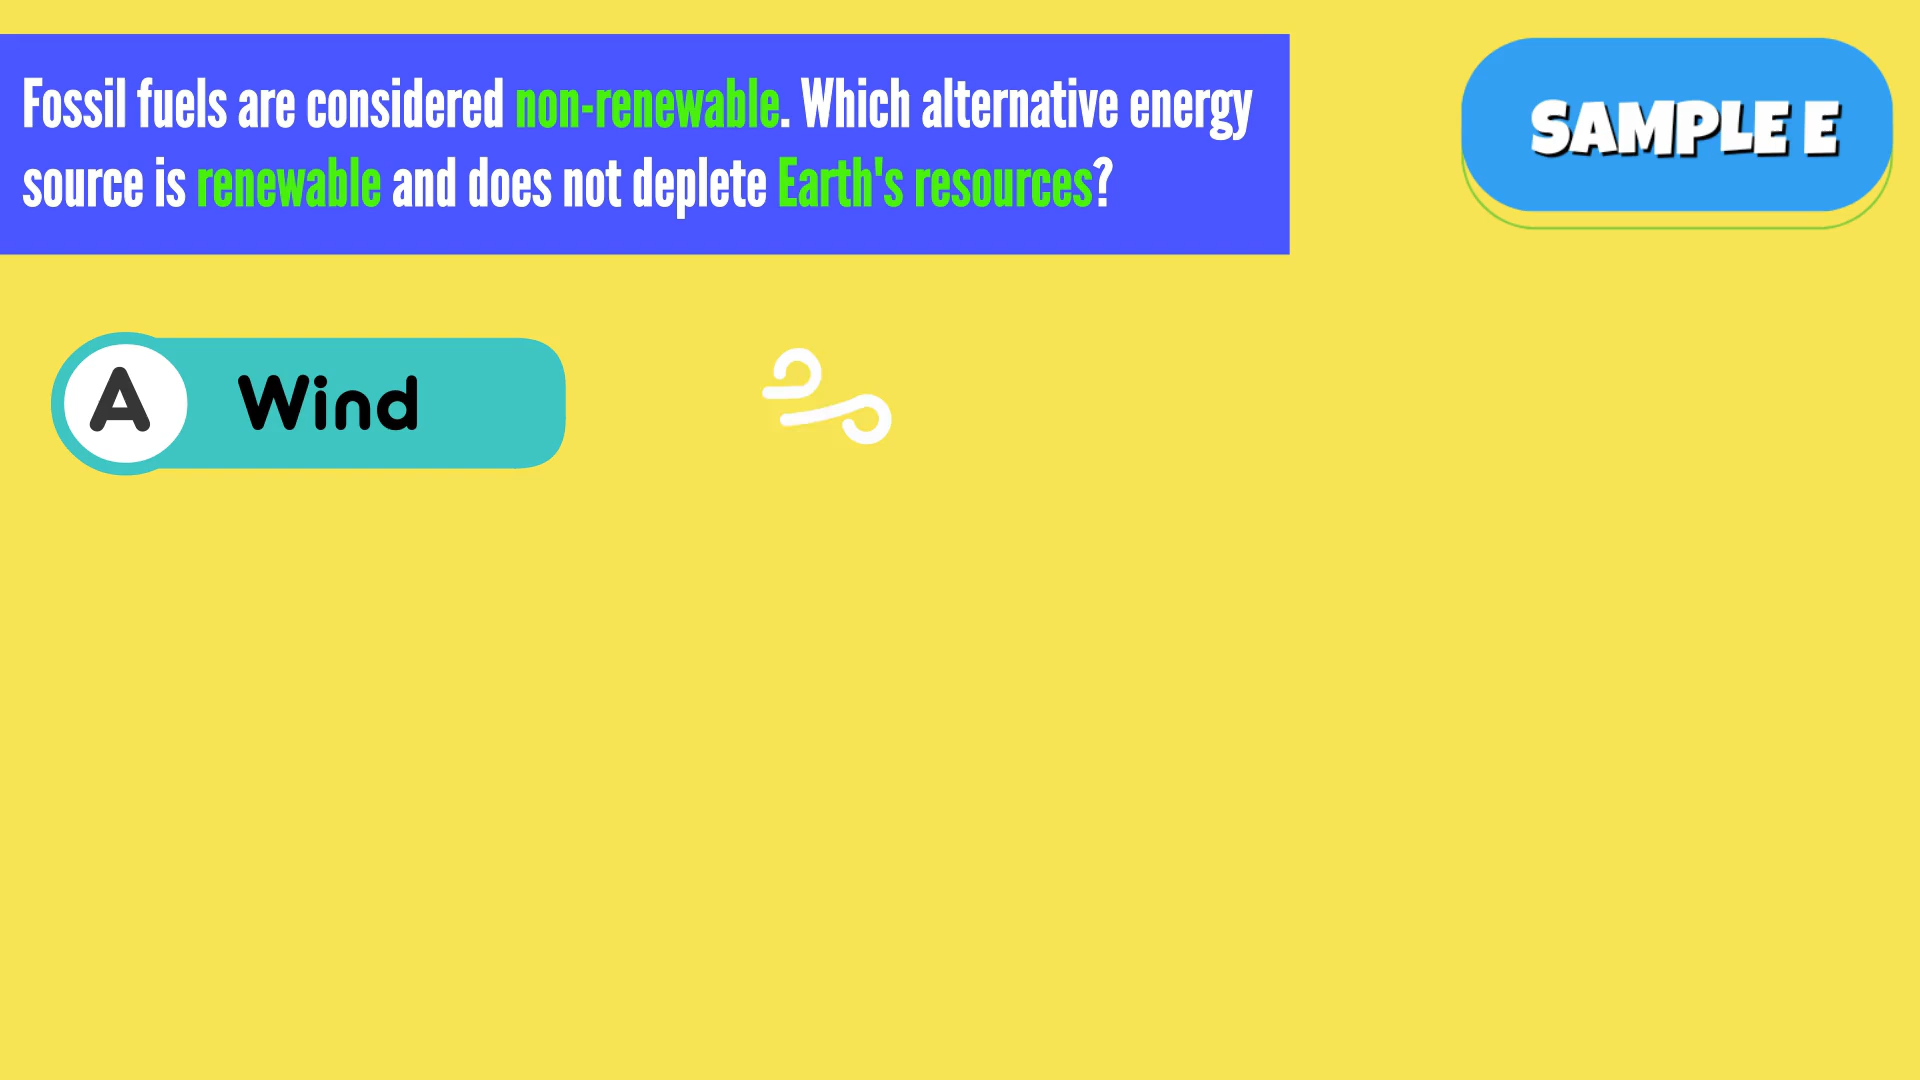 Fossil fuels are considered non-renewable. Which alternative energy
source is renewable and does not deplete Earth's resources?
SAMPLE E
A Wind